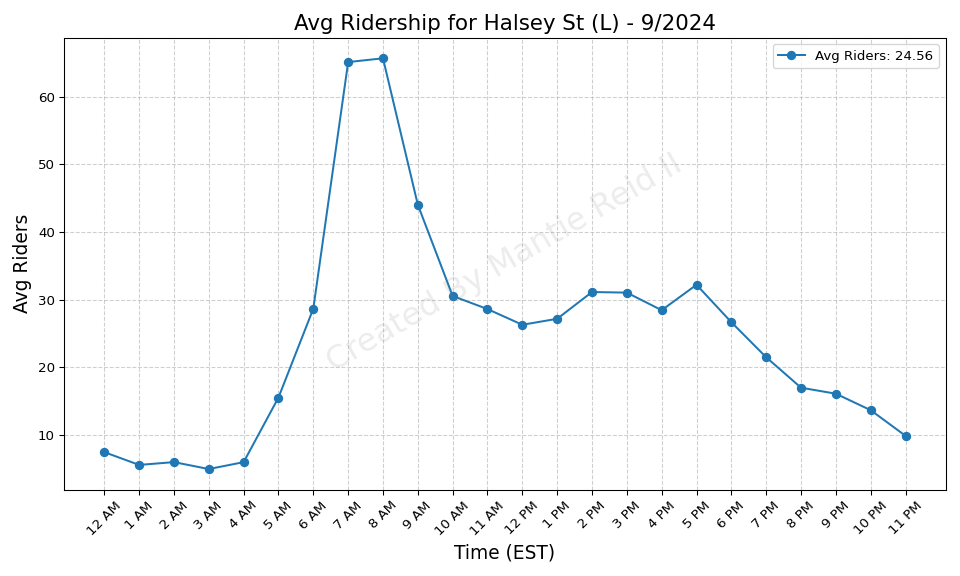 Avg Ridership for Halsey St (L) - 9/2024
Avg Riders: 24.56
Avg Riders
60
50
40
30
20
10
Created By Mantie Reid II
12 AM
1 AM
2 AM
3 AM
4 AM
5 AM
6 AM
7 AM
8 AM
9 AM
10 AM
11 AM
12 PM
1 PM
2 PM
3 PM
4 PM
5 PM
6 PM
7 PM
8 PM
9 PM
10 PM
11 PM
Time (EST)